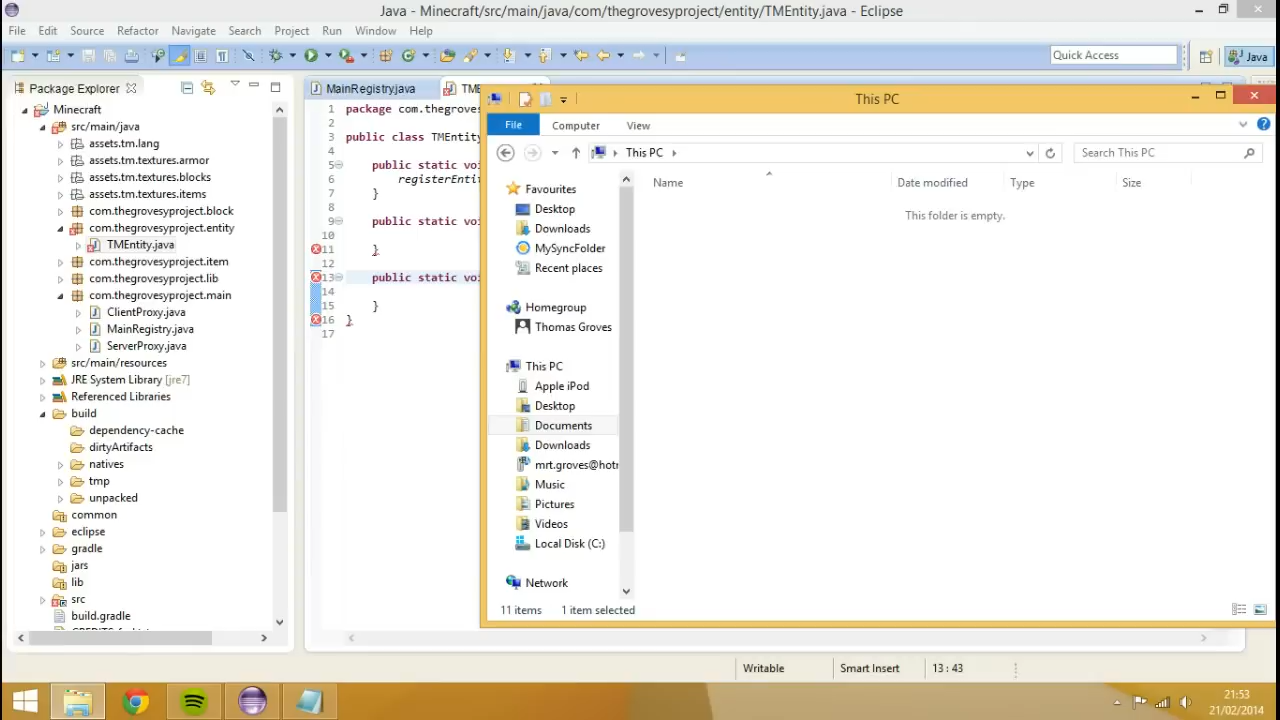 Java - Minecraft/src/main/java/com/thegrovesyproject/entity/TMEntity.java - Eclipse
File Edit Source Refactor Navigate Search Project Run Window Help
Quick Access
Java
Package Explorer
Minecraft
src/main/java
assets.tm.lang
assets.tm.textures.armor
assets.tm.textures.blocks
assets.tm.textures.items
com.thegrovesyproject.block
com.thegrovesyproject.entity
TMEntity.java
com.thegrovesyproject.item
com.thegrovesyproject.lib
com.thegrovesyproject.main
ClientProxy.java
MainRegistry.java
ServerProxy.java
src/main/resources
JRE System Library [jre7]
Referenced Libraries
build
dependency-cache
dirtyArtifacts
natives
tmp
unpacked
common
eclipse
gradle
jars
lib
src
build.gradle
MainRegistry.java
1 package com.thegroves
2
3 public class TMEntity
4
5 public static voi
6 registerEnti
7 }
8
9 public static voi
10
11 }
12
13 public static voi
14
15 }
16 }
17
This PC
File Computer View
This PC
Search This PC
Name Date modified Type Size
This folder is empty.
Favourites
Desktop
Downloads
MySyncFolder
Recent places
Homegroup
Thomas Groves
This PC
Apple iPod
Desktop
Documents
Downloads
mrt.groves@hotr
Music
Pictures
Videos
Local Disk (C:)
Network
11 items 1 item selected
Writable Smart Insert 13 : 43
21:53
21/02/2014